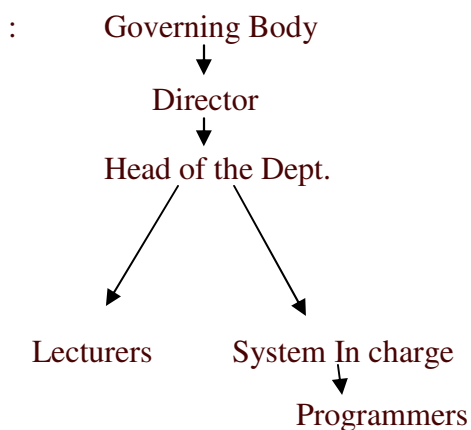 : Governing Body
Director
Head of the Dept.
Lecturers System In charge
Programmers